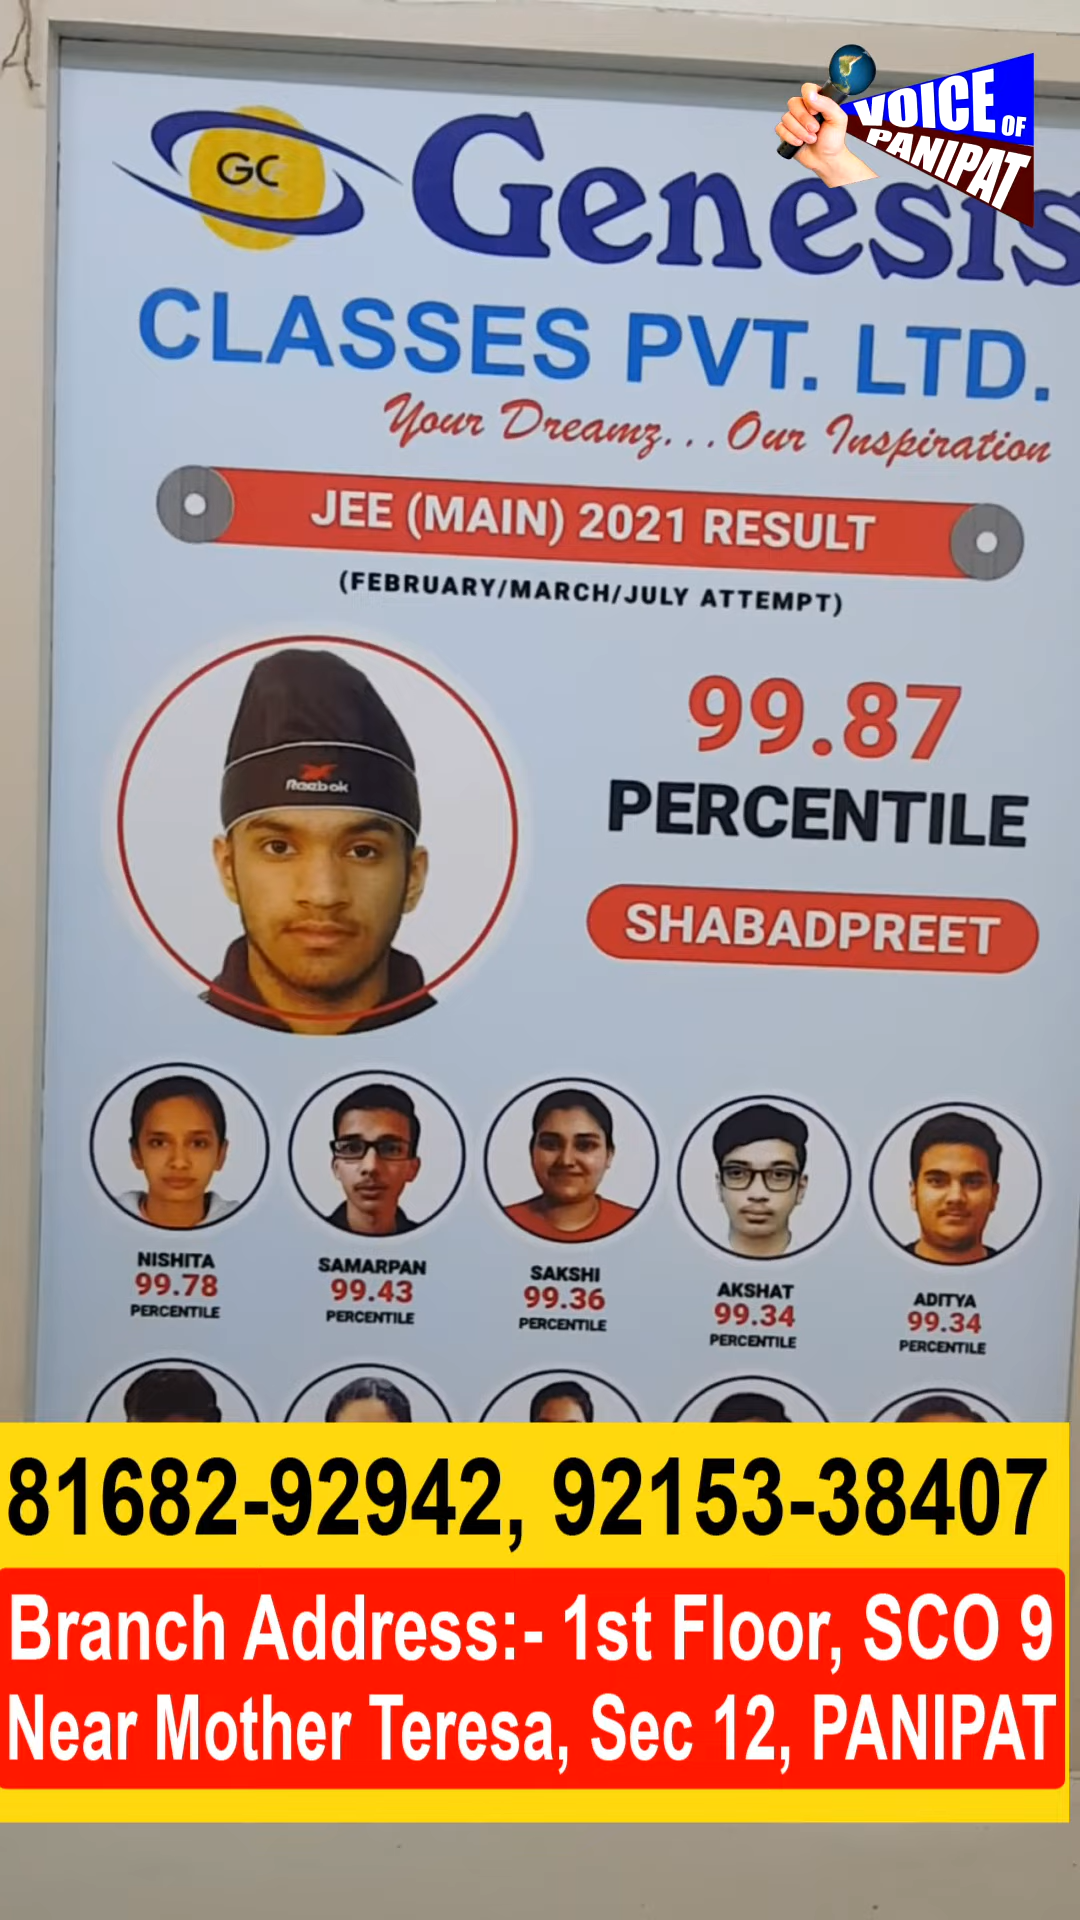 VOICE OF
PANIPAT
GC
Genesis
CLASSES PVT. LTD.
Your Dreamz...Our Inspiration
JEE (MAIN) 2021 RESULT
(FEBRUARY/MARCH/JULY ATTEMPT)
Reebok
99.87
PERCENTILE
SHABADPREET
NISHITA
99.78
PERCENTILE
SAMARPAN
99.43
PERCENTILE
SAKSHI
99.36
PERCENTILE
AKSHAT
99.34
PERCENTILE
ADITYA
99.34
PERCENTILE
81682-92942, 92153-38407
Branch Address:- 1st Floor, SCO 9
Near Mother Teresa, Sec 12, PANIPAT